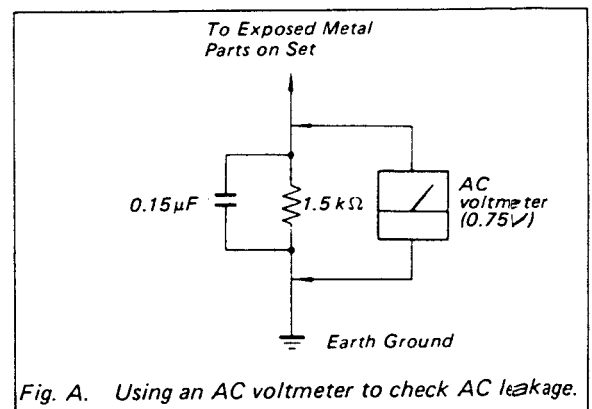 To Exposed Metal
Parts on Set
0.15µF
1.5 kΩ
AC
voltmeter
(0.75V)
Earth Ground
Fig. A. Using an AC voltmeter to check AC leakage.